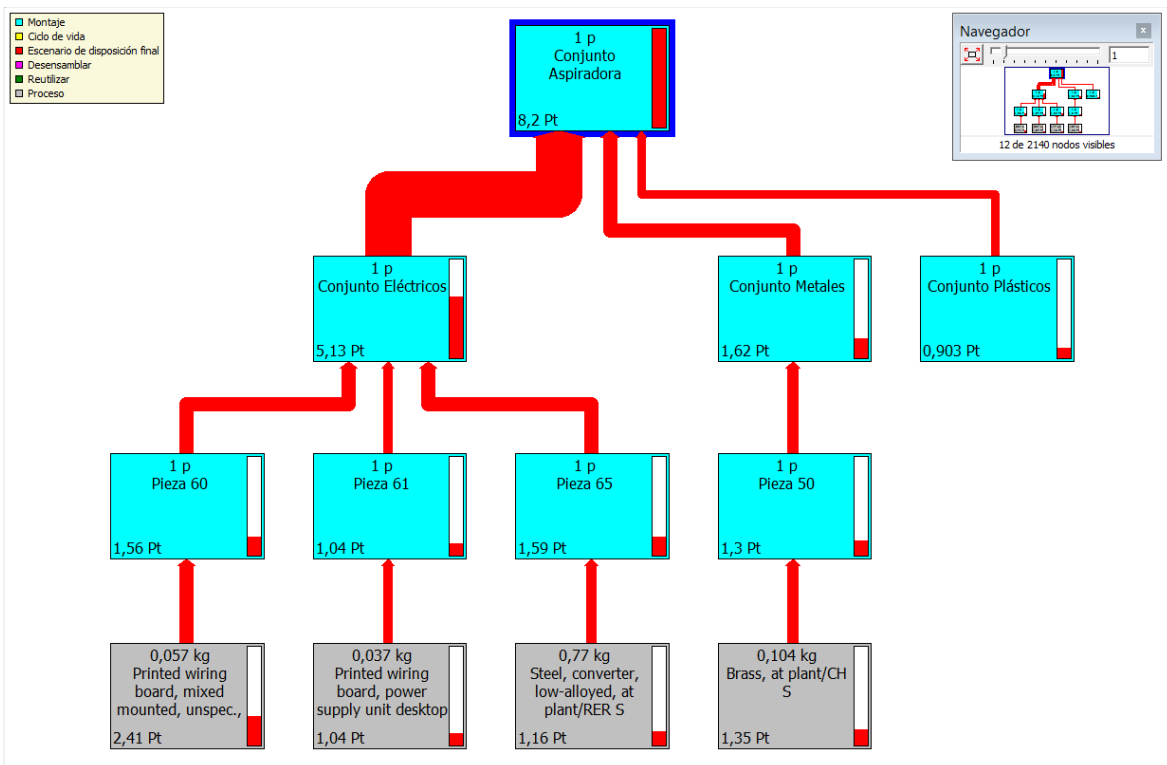 Montaje
Ciclo de vida
Escenario de disposición final
Desensamblar
Reutilizar
Proceso
1 p
Conjunto
Aspiradora
8,2 Pt
Navegador
1
12 de 2140 nodos visibles
1 p
Conjunto Eléctricos
5,13 Pt
1 p
Conjunto Metales
1,62 Pt
1 p
Conjunto Plásticos
0,903 Pt
1 p
Pieza 60
1,56 Pt
1 p
Pieza 61
1,04 Pt
1 p
Pieza 65
1,59 Pt
1 p
Pieza 50
1,3 Pt
0,057 kg
Printed wiring
board, mixed
mounted, unspec.,
2,41 Pt
0,037 kg
Printed wiring
board, power
supply unit desktop
1,04 Pt
0,77 kg
Steel, converter,
low-alloyed, at
plant/RER S
1,16 Pt
0,104 kg
Brass, at plant/CH
S
1,35 Pt